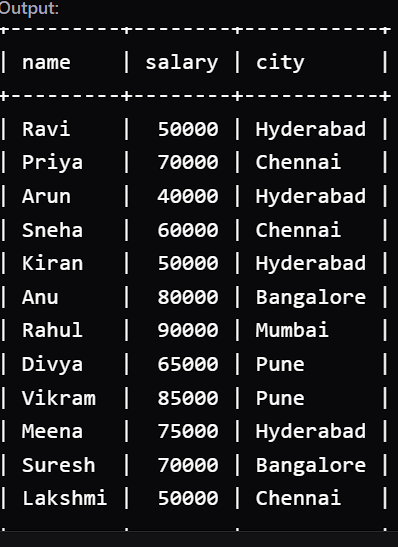 Output:
+---------+--------+-----------+
| name    | salary | city      |
+---------+--------+-----------+
| Ravi    |  50000 | Hyderabad |
| Priya   |  70000 | Chennai   |
| Arun    |  40000 | Hyderabad |
| Sneha   |  60000 | Chennai   |
| Kiran   |  50000 | Hyderabad |
| Anu     |  80000 | Bangalore |
| Rahul   |  90000 | Mumbai    |
| Divya   |  65000 | Pune      |
| Vikram  |  85000 | Pune      |
| Meena   |  75000 | Hyderabad |
| Suresh  |  70000 | Bangalore |
| Lakshmi |  50000 | Chennai   |
+---------+--------+-----------+